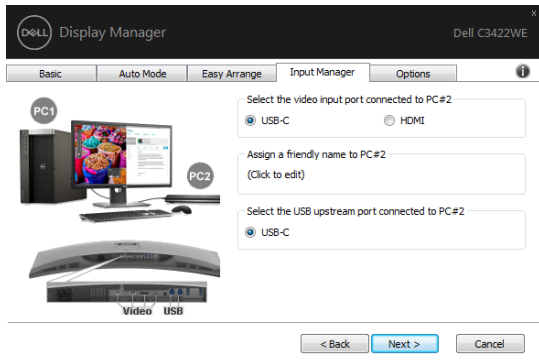 DELL Display Manager
Dell C3422WE
x
Basic
Auto Mode
Easy Arrange
Input Manager
Options
i
PC1
PC2
Video USB
Select the video input port connected to PC#2
USB-C
HDMI
Assign a friendly name to PC#2
(Click to edit)
Select the USB upstream port connected to PC#2
USB-C
< Back
Next >
Cancel